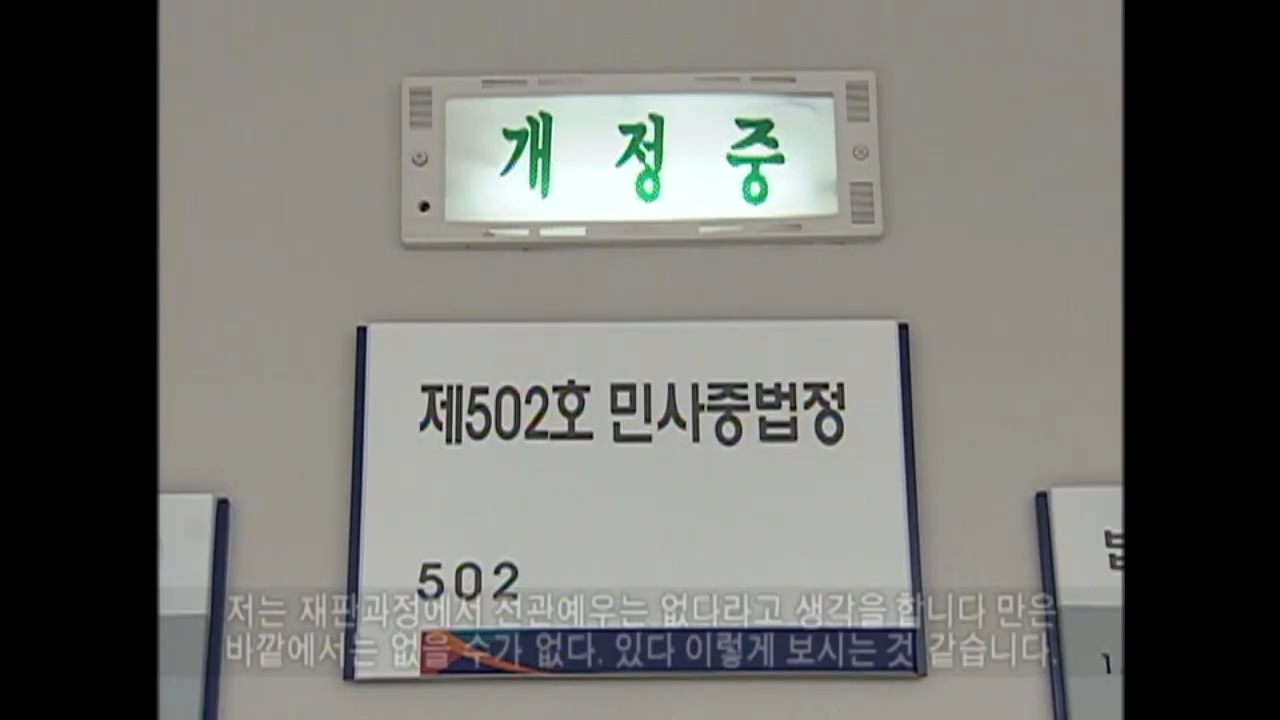 개정중
제502호 민사중법정
502
저는 재판과정에서 전관예우는 없다라고 생각을 합니다 만은
바깥에서는 없을 수가 없다. 있다 이렇게 보시는 것 같습니다.